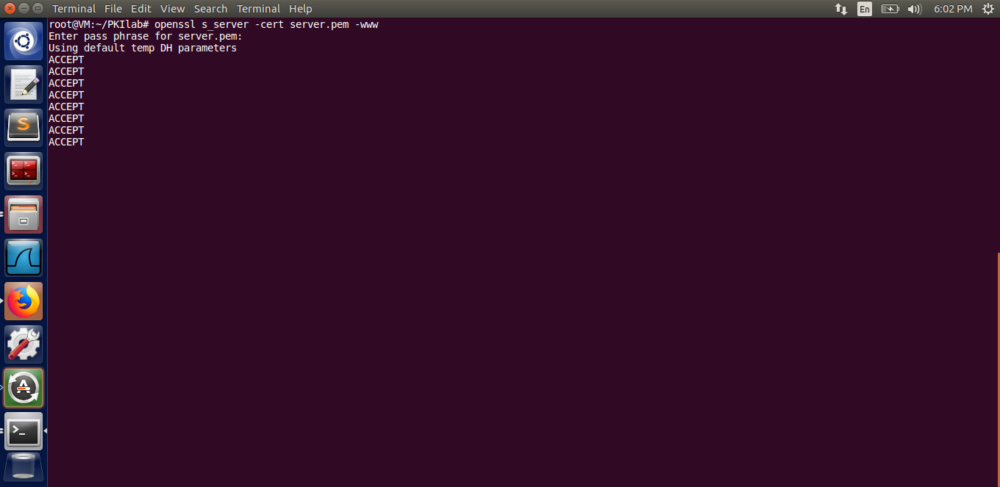 Terminal File Edit View Search Terminal Help En 6:02 PM
root@VM:~/PKIlab# openssl s_server -cert server.pem -www
Enter pass phrase for server.pem:
Using default temp DH parameters
ACCEPT
ACCEPT
ACCEPT
ACCEPT
ACCEPT
ACCEPT
ACCEPT
ACCEPT